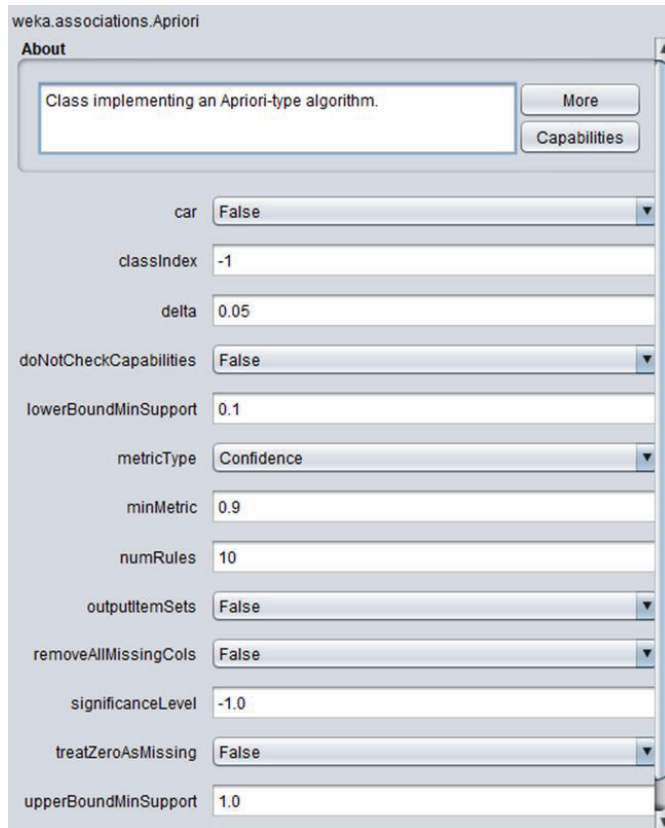 weka.associations.Apriori
About
Class implementing an Apriori-type algorithm.
More
Capabilities
car False
classIndex -1
delta 0.05
doNotCheckCapabilities False
lowerBoundMinSupport 0.1
metricType Confidence
minMetric 0.9
numRules 10
outputItemSets False
removeAllMissingCols False
significanceLevel -1.0
treatZeroAsMissing False
upperBoundMinSupport 1.0